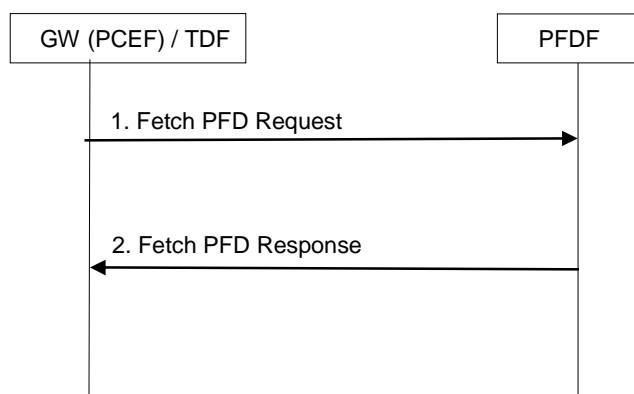 GW (PCEF) / TDF
PFDF
1. Fetch PFD Request
2. Fetch PFD Response